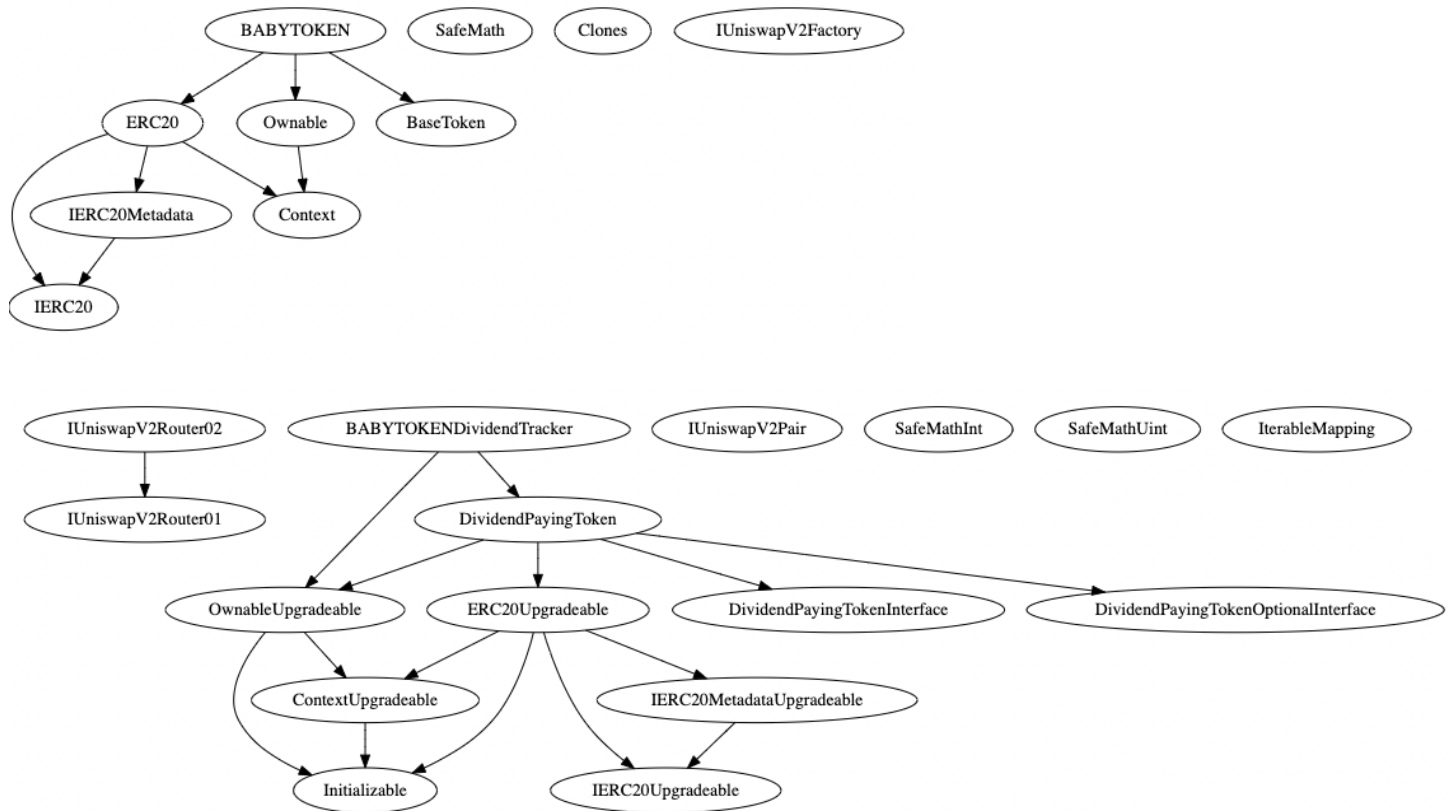 BABYTOKEN
SafeMath
Clones
IUniswapV2Factory
ERC20
Ownable
BaseToken
IERC20Metadata
Context
IERC20
IUniswapV2Router02
BABYTOKENDividendTracker
IUniswapV2Pair
SafeMathInt
SafeMathUint
IterableMapping
IUniswapV2Router01
DividendPayingToken
OwnableUpgradeable
ERC20Upgradeable
DividendPayingTokenInterface
DividendPayingTokenOptionalInterface
ContextUpgradeable
IERC20MetadataUpgradeable
Initializable
IERC20Upgradeable